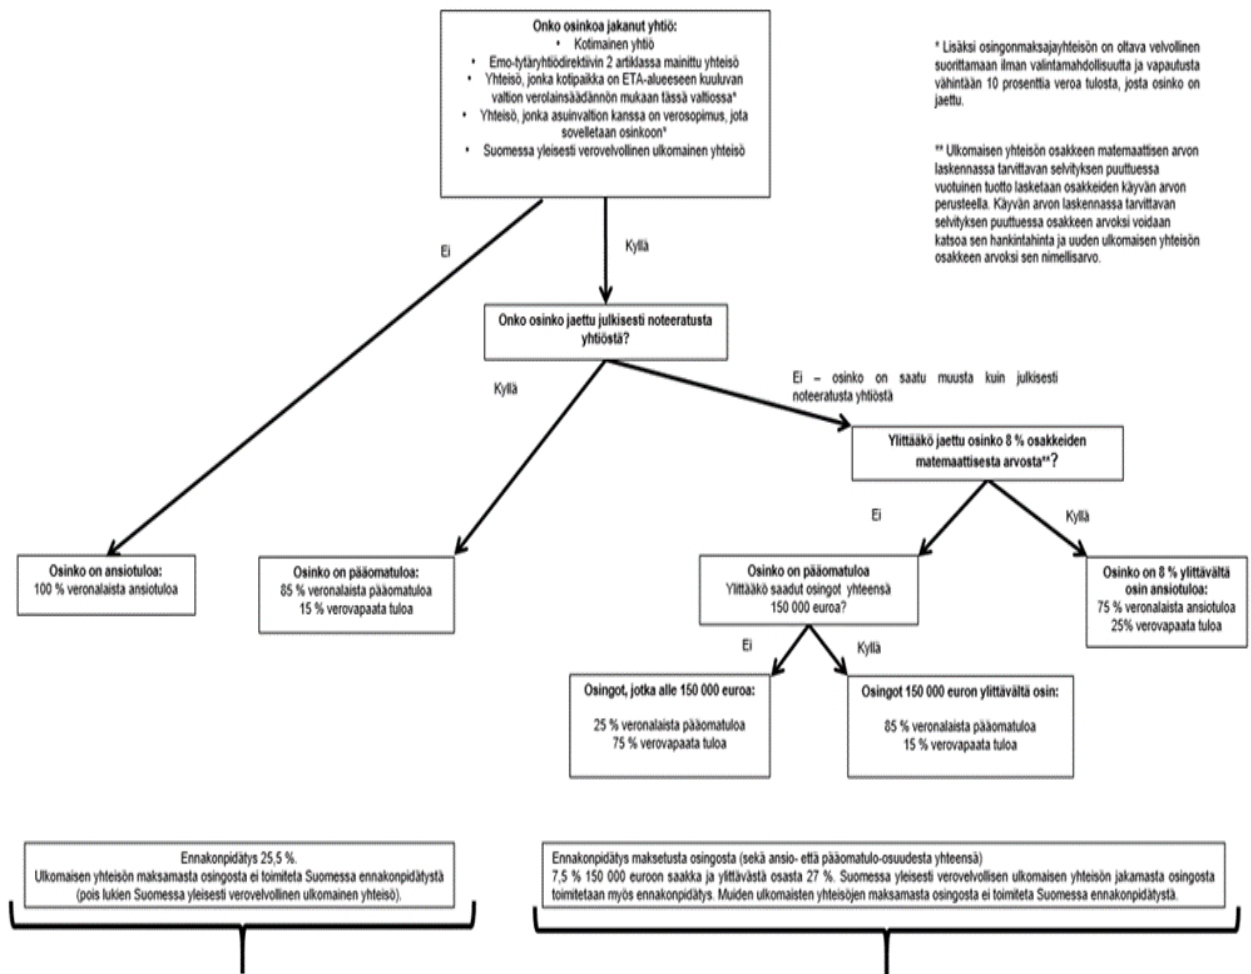 Onko osinkoa jakanut yhtiö:
• Kotimainen yhtiö
• Emo-tytäryhtiödirektiivin 2 artiklassa mainittu yhteisö
• Yhteisö, jonka kotipaikka on ETA-alueeseen kuuluvan
valtion verolainsäädännön mukaan tässä valtiossa*
• Yhteisö, jonka asuinvaltion kanssa on verosopimus, jota
sovelletaan osinkoon*
• Suomessa yleisesti verovelvollinen ulkomainen yhteisö
* Lisäksi osingonmaksajayhteisön on oltava velvollinen
suorittamaan ilman valintamahdollisuutta ja vapautusta
vähintään 10 prosenttia veroa tulosta, josta osinko on
jaettu.
** Ulkomaisen yhteisön osakkeen matemaattisen arvon
laskennassa tarvittavan selvityksen puuttuessa
vuotuinen tuotto lasketaan osakkeiden käyvän arvon
perusteella. Käyvän arvon laskennassa tarvittavan
selvityksen puuttuessa osakkeen arvoksi voidaan
katsoa sen hankintahinta ja uuden ulkomaisen yhteisön
osakkeen arvoksi sen nimellisarvo.
Ei
Kyllä
Onko osinko jaettu julkisesti noteeratusta
yhtiöstä?
Kyllä
Ei – osinko on saatu muusta kuin julkisesti
noteeratusta yhtiöstä
Ylittääkö jaettu osinko 8 % osakkeiden
matemaattisesta arvosta**?
Ei
Kyllä
Osinko on ansiotuloa:
100 % veronalaista ansiotuloa
Osinko on pääomatuloa:
85 % veronalaista pääomatuloa
15 % verovapaata tuloa
Osinko on pääomatuloa
Ylittääkö saadut osingot yhteensä
150 000 euroa?
Osinko on 8 % ylittävältä
osin ansiotuloa:
75 % veronalaista ansiotuloa
25% verovapaata tuloa
Ei
Kyllä
Osingot, jotka alle 150 000 euroa:
25 % veronalaista pääomatuloa
75 % verovapaata tuloa
Osingot 150 000 euron ylittävältä osin:
85 % veronalaista pääomatuloa
15 % verovapaata tuloa
Ennakonpidätys 25,5 %.
Ulkomaisen yhteisön maksamasta osingosta ei toimiteta Suomessa ennakonpidätystä
(pois lukien Suomessa yleisesti verovelvollinen ulkomainen yhteisö).
Ennakonpidätys maksetusta osingosta (sekä ansio- että pääomatulo-osuudesta yhteensä)
7,5 % 150 000 euroon saakka ja ylittävästä osasta 27 %. Suomessa yleisesti verovelvollisen ulkomaisen yhteisön jakamasta osingosta
toimitetaan myös ennakonpidätys. Muiden ulkomaisten yhteisöjen maksamasta osingosta ei toimiteta Suomessa ennakonpidätystä.